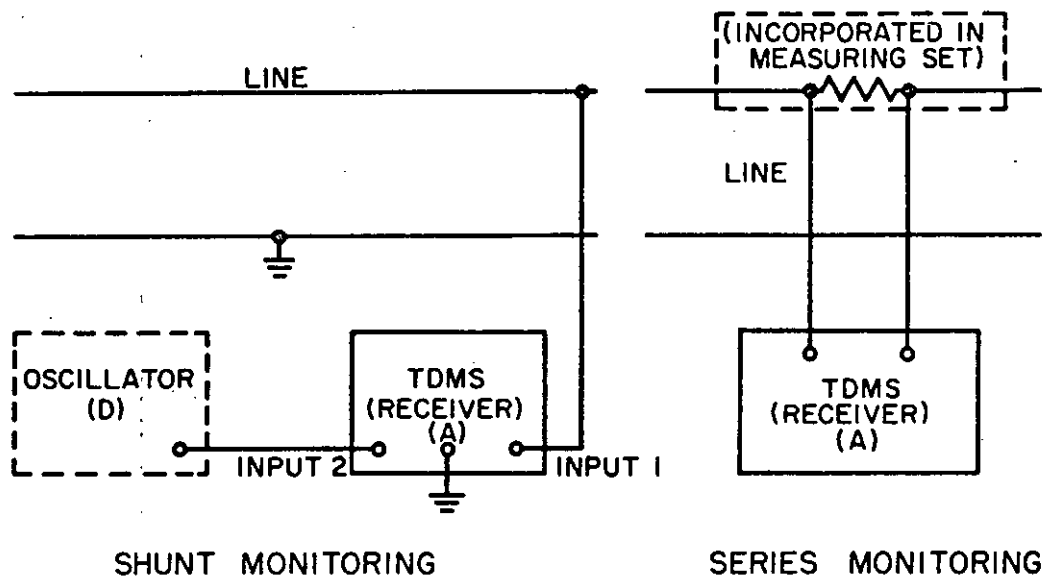 LINE
OSCILLATOR
(D)
INPUT 2
TDMS
(RECEIVER)
(A)
INPUT 1
SHUNT MONITORING
(INCORPORATED IN
MEASURING SET)
LINE
TDMS
(RECEIVER)
(A)
SERIES MONITORING